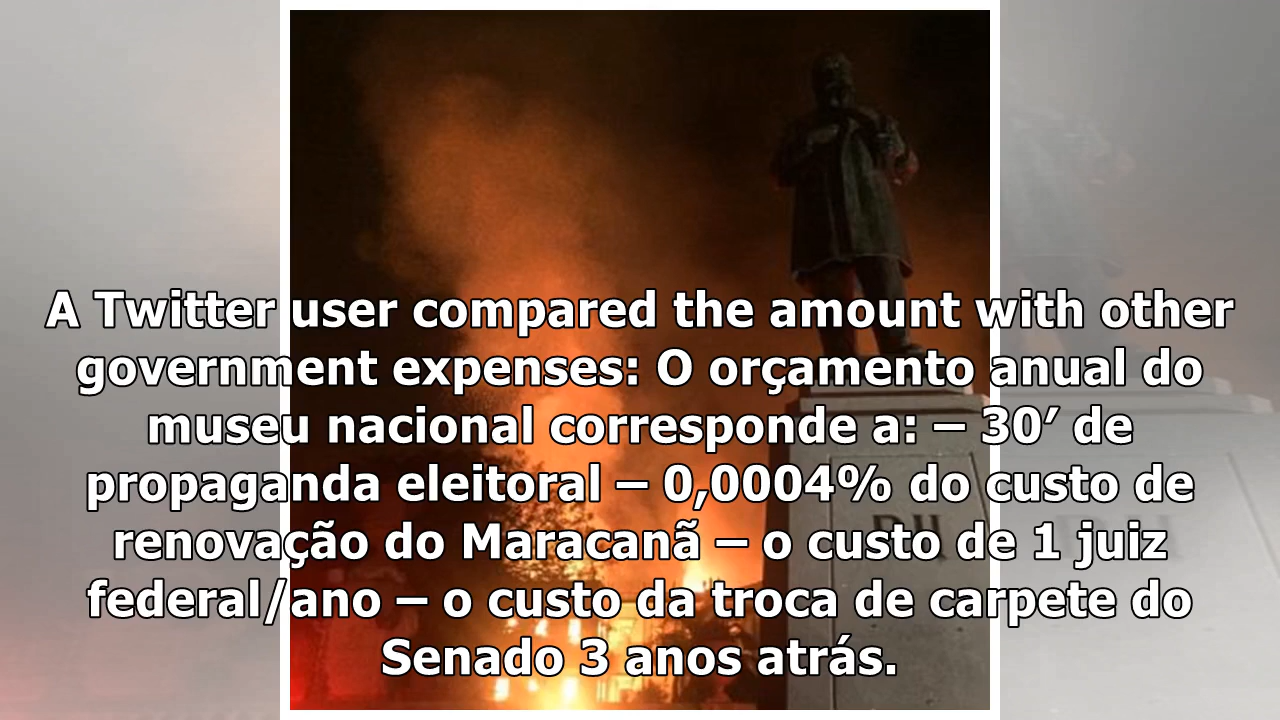 A Twitter user compared the amount with other
government expenses: O orçamento anual do
museu nacional corresponde a: – 30′ de
propaganda eleitoral – 0,0004% do custo de
renovação do Maracanã – o custo de 1 juiz
federal/ano – o custo da troca de carpete do
Senado 3 anos atrás.